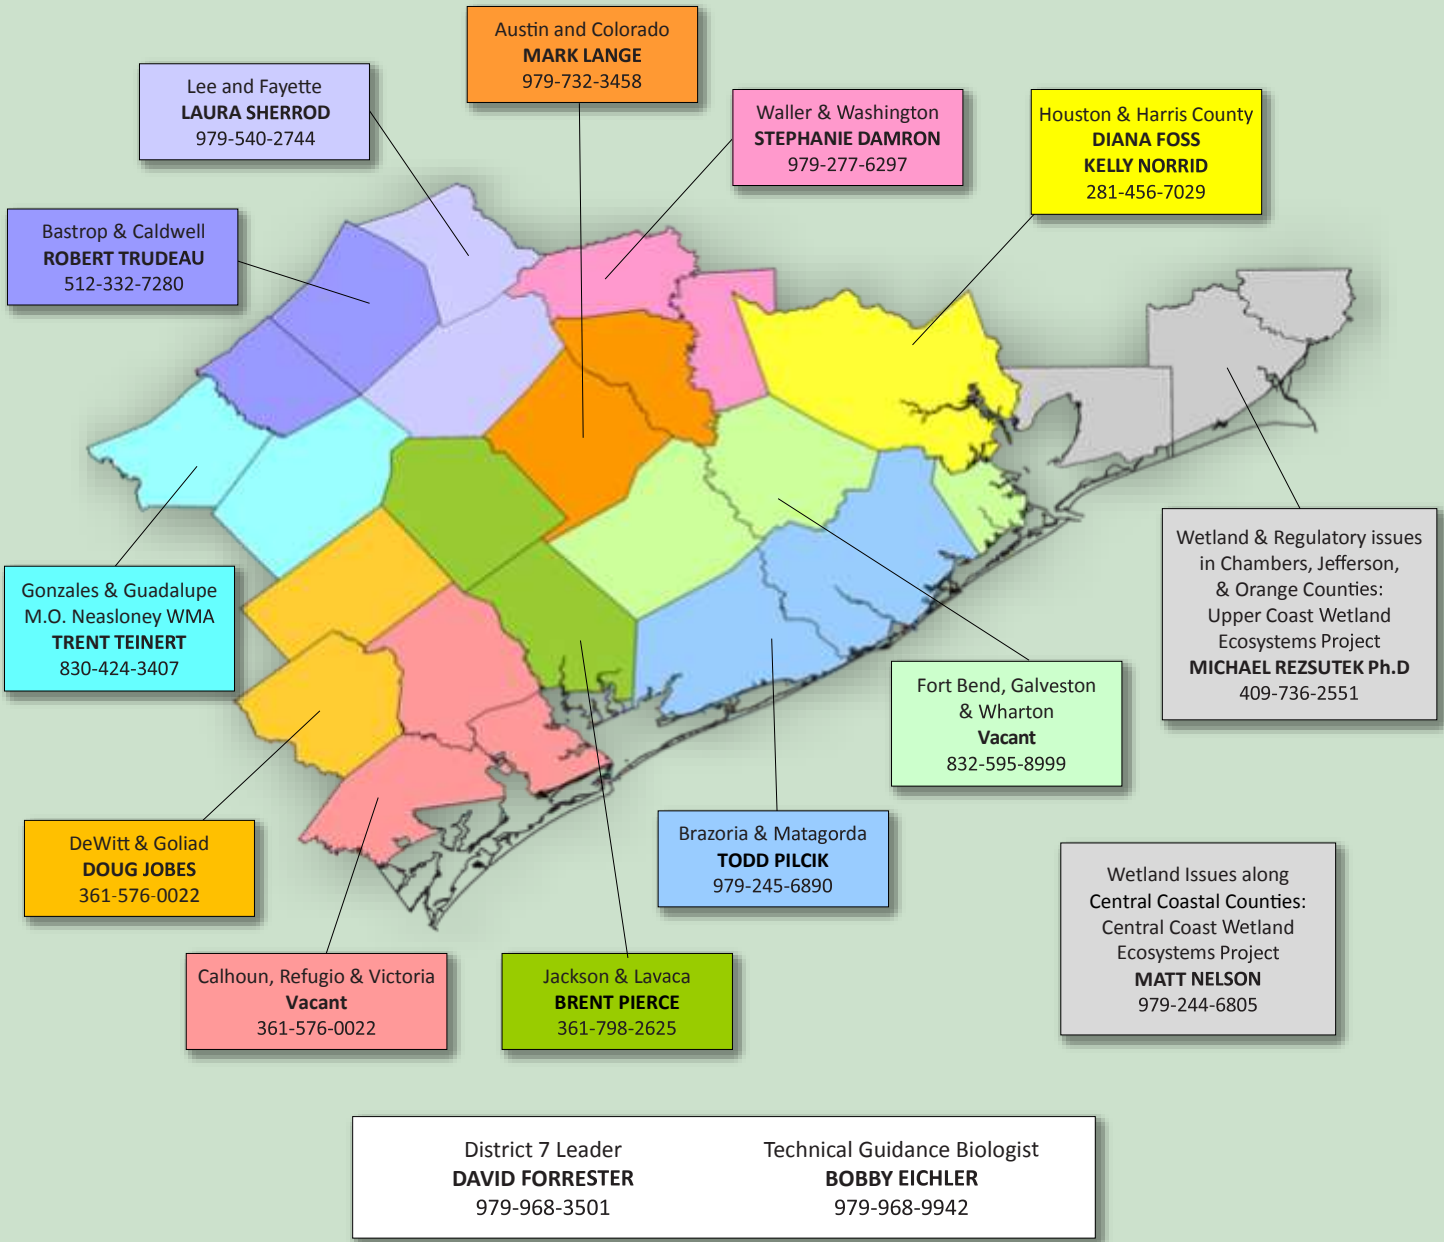 Austin and Colorado
MARK LANGE
979-732-3458
Lee and Fayette
LAURA SHERROD
979-540-2744
Waller & Washington
STEPHANIE DAMRON
979-277-6297
Houston & Harris County
DIANA FOSS
KELLY NORRID
281-456-7029
Bastrop & Caldwell
ROBERT TRUDEAU
512-332-7280
Gonzales & Guadalupe
M.O. Neasloney WMA
TRENT TEINERT
830-424-3407
Wetland & Regulatory issues
in Chambers, Jefferson,
& Orange Counties:
Upper Coast Wetland
Ecosystems Project
MICHAEL REZSUTEK Ph.D
409-736-2551
Fort Bend, Galveston
& Wharton
Vacant
832-595-8999
DeWitt & Goliad
DOUG JOBES
361-576-0022
Brazoria & Matagorda
TODD PILCIK
979-245-6890
Wetland Issues along
Central Coastal Counties:
Central Coast Wetland
Ecosystems Project
MATT NELSON
979-244-6805
Calhoun, Refugio & Victoria
Vacant
361-576-0022
Jackson & Lavaca
BRENT PIERCE
361-798-2625
District 7 Leader
DAVID FORRESTER
979-968-3501
Technical Guidance Biologist
BOBBY EICHLER
979-968-9942